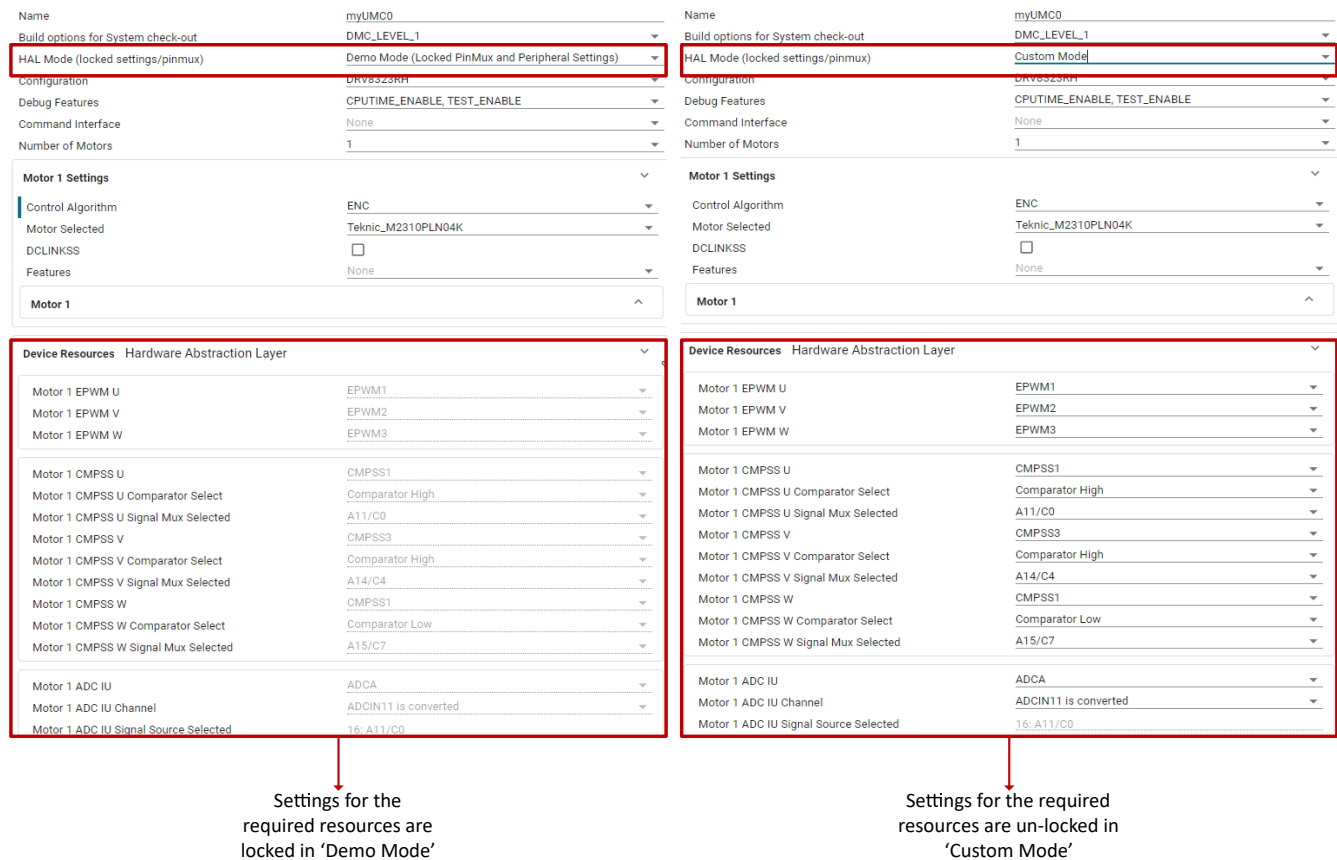 Name myUMC0
Build options for System check-out DMC_LEVEL_1
HAL Mode (locked settings/pinmux) Demo Mode (Locked PinMux and Peripheral Settings)
Configuration DRV8323RH
Debug Features CPUTIME_ENABLE, TEST_ENABLE
Command Interface None
Number of Motors 1
Motor 1 Settings
Control Algorithm ENC
Motor Selected Teknic_M2310PLN04K
DCLINKSS
Features None
Motor 1
Device Resources Hardware Abstraction Layer
Motor 1 EPWM U EPWM1
Motor 1 EPWM V EPWM2
Motor 1 EPWM W EPWM3
Motor 1 CMPSS U CMPSS1
Motor 1 CMPSS U Comparator Select Comparator High
Motor 1 CMPSS U Signal Mux Selected A11/C0
Motor 1 CMPSS V CMPSS3
Motor 1 CMPSS V Comparator Select Comparator High
Motor 1 CMPSS V Signal Mux Selected A14/C4
Motor 1 CMPSS W CMPSS1
Motor 1 CMPSS W Comparator Select Comparator Low
Motor 1 CMPSS W Signal Mux Selected A15/C7
Motor 1 ADC IU ADCA
Motor 1 ADC IU Channel ADCIN11 is converted
Motor 1 ADC IU Signal Source Selected 16: A11/C0
Settings for the
required resources are
locked in ‘Demo Mode’
Name myUMC0
Build options for System check-out DMC_LEVEL_1
HAL Mode (locked settings/pinmux) Custom Mode
Configuration DRV8323RH
Debug Features CPUTIME_ENABLE, TEST_ENABLE
Command Interface None
Number of Motors 1
Motor 1 Settings
Control Algorithm ENC
Motor Selected Teknic_M2310PLN04K
DCLINKSS
Features None
Motor 1
Device Resources Hardware Abstraction Layer
Motor 1 EPWM U EPWM1
Motor 1 EPWM V EPWM2
Motor 1 EPWM W EPWM3
Motor 1 CMPSS U CMPSS1
Motor 1 CMPSS U Comparator Select Comparator High
Motor 1 CMPSS U Signal Mux Selected A11/C0
Motor 1 CMPSS V CMPSS3
Motor 1 CMPSS V Comparator Select Comparator High
Motor 1 CMPSS V Signal Mux Selected A14/C4
Motor 1 CMPSS W CMPSS1
Motor 1 CMPSS W Comparator Select Comparator Low
Motor 1 CMPSS W Signal Mux Selected A15/C7
Motor 1 ADC IU ADCA
Motor 1 ADC IU Channel ADCIN11 is converted
Motor 1 ADC IU Signal Source Selected 16: A11/C0
Settings for the required
resources are un-locked in
‘Custom Mode’